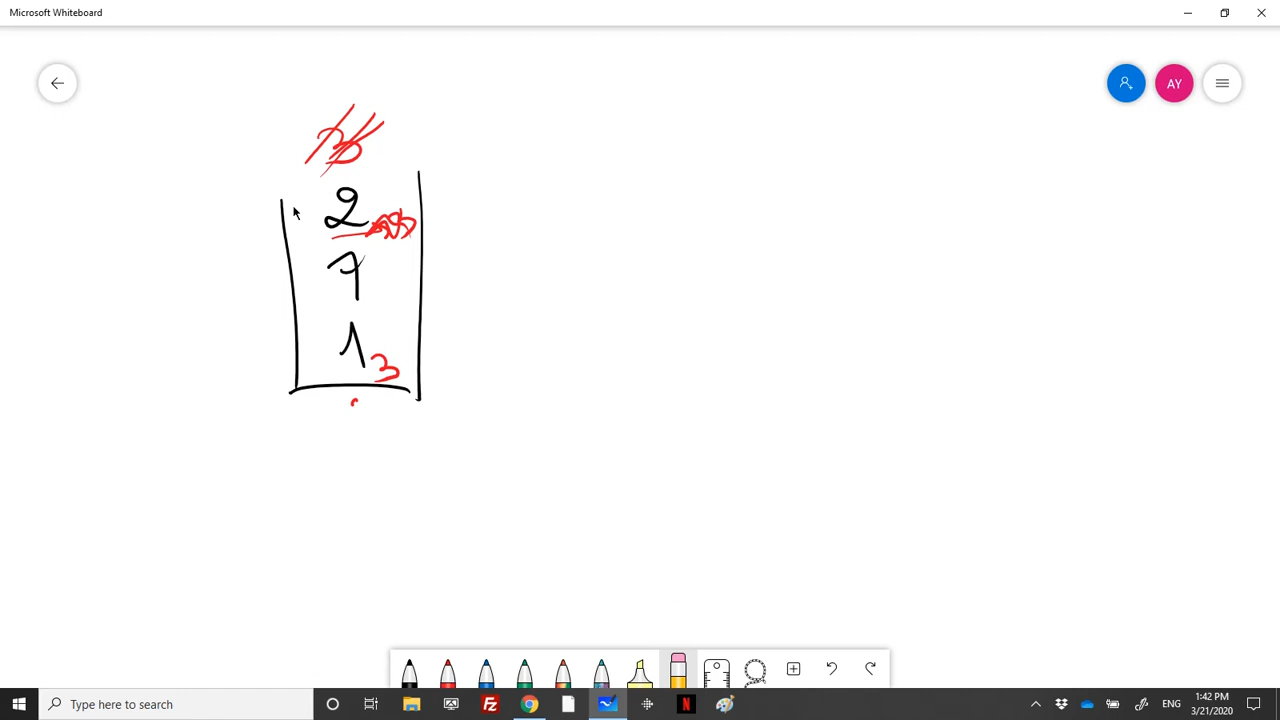 Microsoft Whiteboard
AY
2
7
1
3
Type here to search
ENG
1:42 PM
3/21/2020